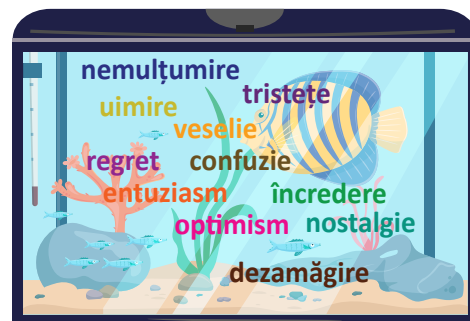 nemulțumire
tristețe
uimire
veselie
regret confuzie
entuziasm încredere
optimism nostalgie
dezamăgire